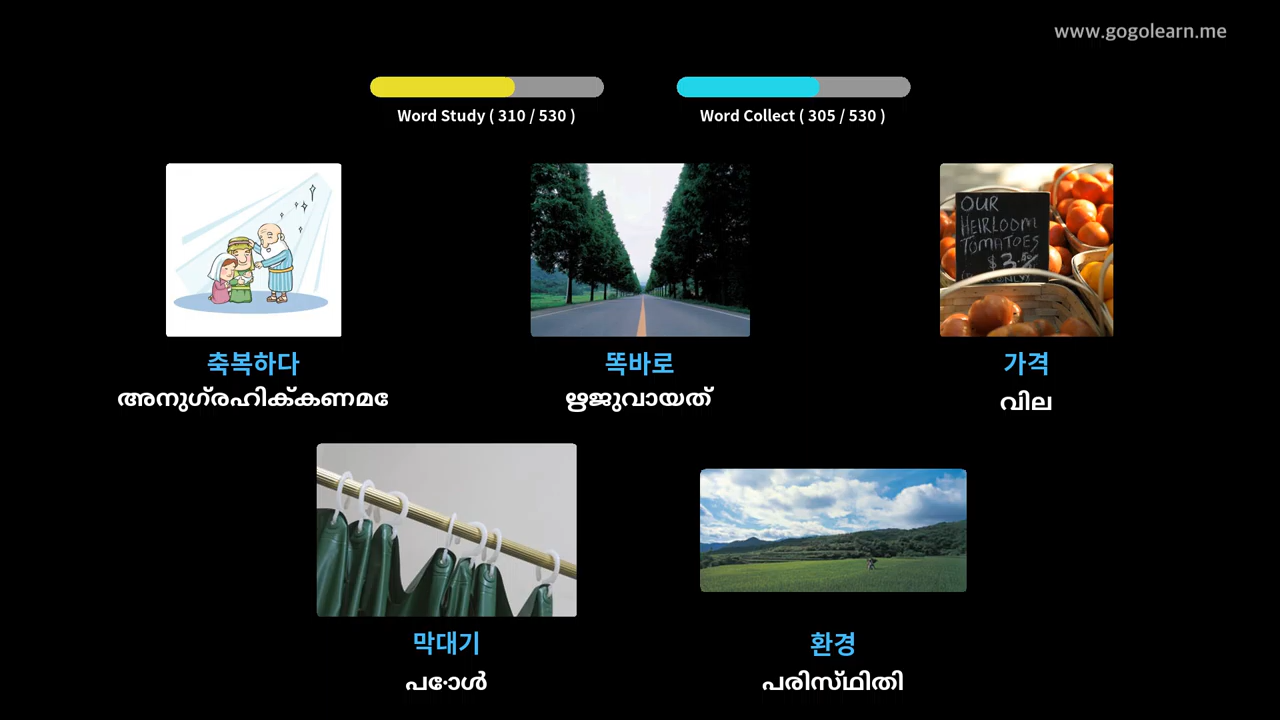 www.gogolearn.me
Word Study ( 310 / 530 )
Word Collect ( 305 / 530 )
OUR
HEIRLOOM
TOMATOES
$3.
축복하다
똑바로
가격
അനുഗ്രഹിക്കണമേ
ഋജുവായത്
വില
막대기
환경
പോൾ
പരിസ്ഥിതി